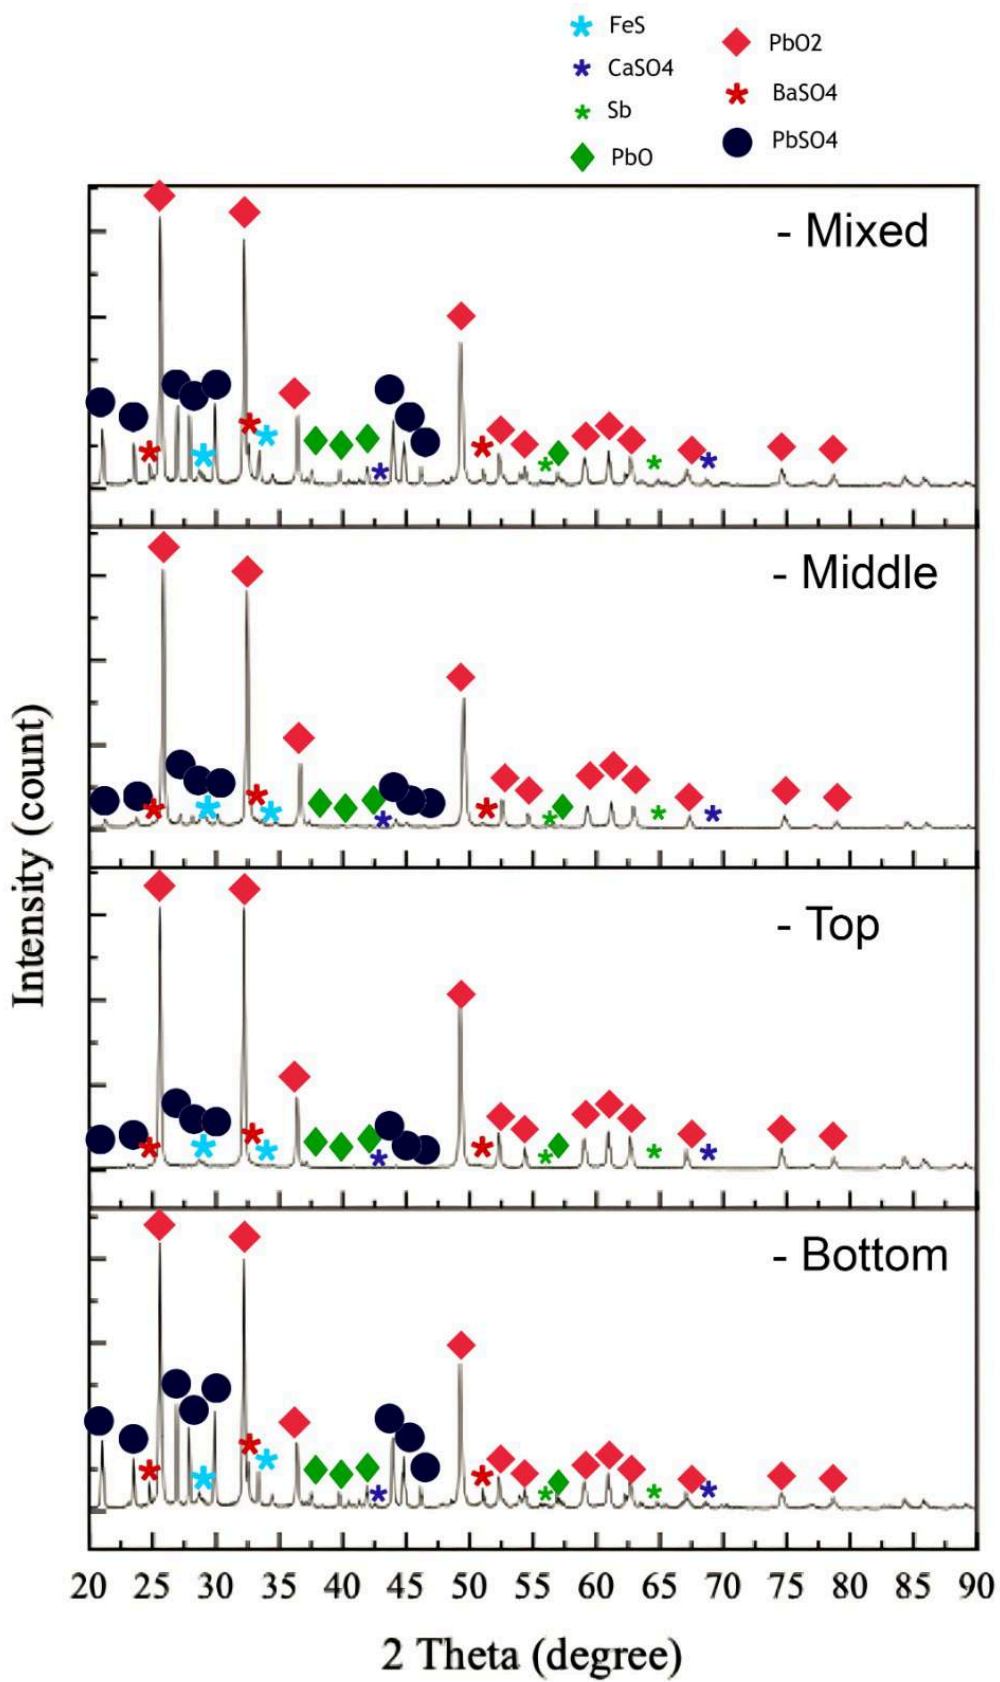 FeS
CaSO4
Sb
PbO
PbO2
BaSO4
PbSO4
- Mixed
- Middle
- Top
- Bottom
Intensity (count)
20 25 30 35 40 45 50 55 60 65 70 75 80 85 90
2 Theta (degree)